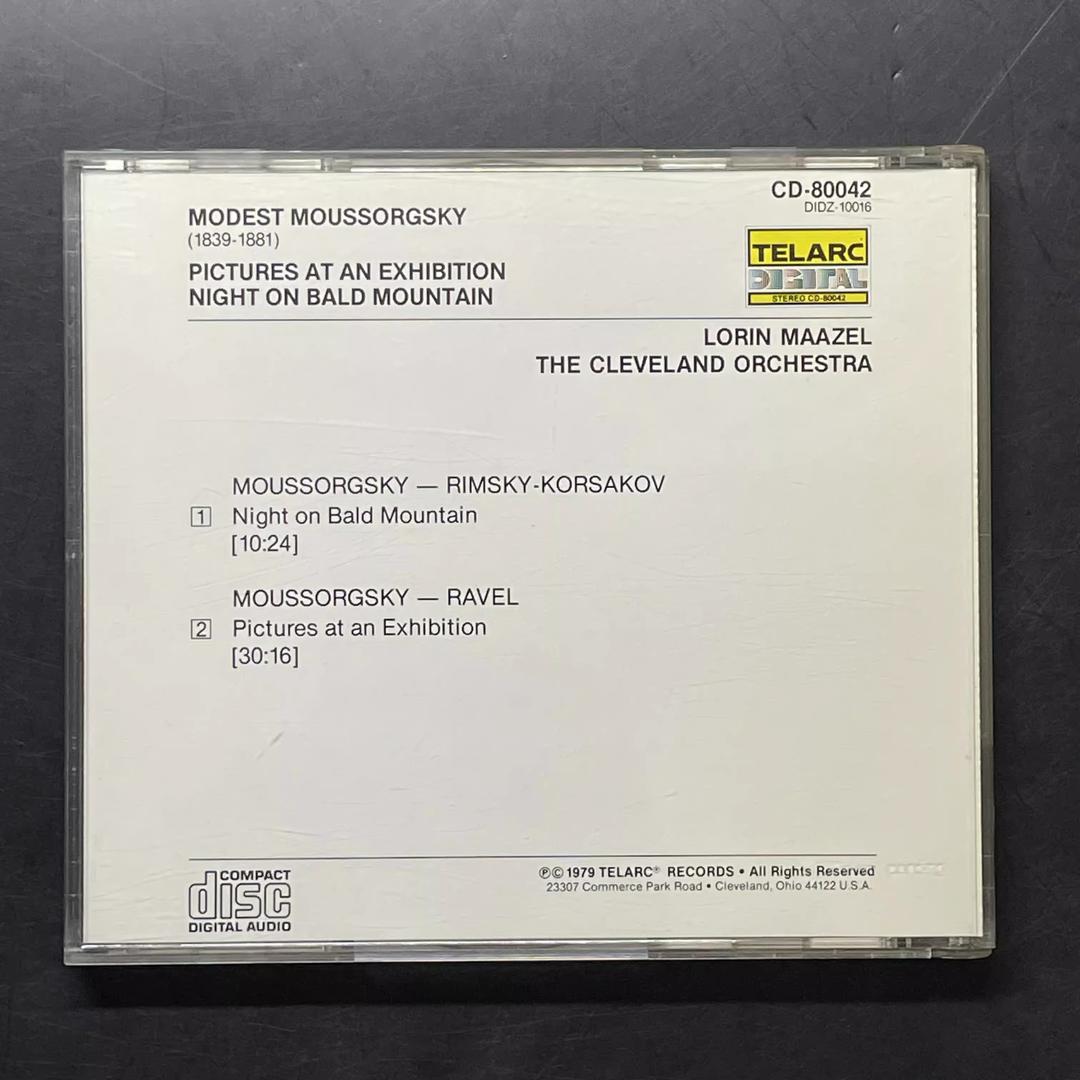 CD-80042
DIDZ-10016
MODEST MOUSSORGSKY
(1839-1881)
PICTURES AT AN EXHIBITION
NIGHT ON BALD MOUNTAIN
TELARC
DIGITAL
STEREO CD-80042
LORIN MAAZEL
THE CLEVELAND ORCHESTRA
MOUSSORGSKY — RIMSKY-KORSAKOV
1 Night on Bald Mountain
[10:24]
MOUSSORGSKY — RAVEL
2 Pictures at an Exhibition
[30:16]
COMPACT
disc
DIGITAL AUDIO
℗© 1979 TELARC® RECORDS • All Rights Reserved
23307 Commerce Park Road • Cleveland, Ohio 44122 U.S.A.